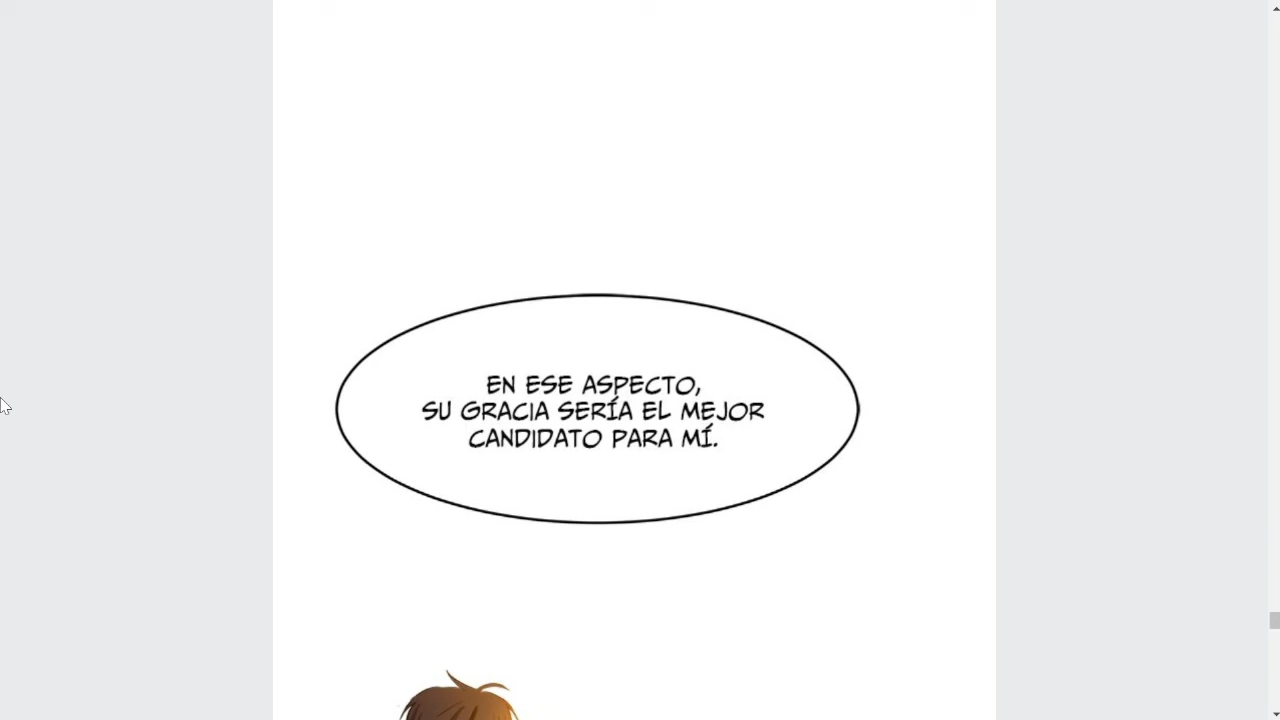 EN ESE ASPECTO,
SU GRACIA SERÍA EL MEJOR
CANDIDATO PARA MÍ.